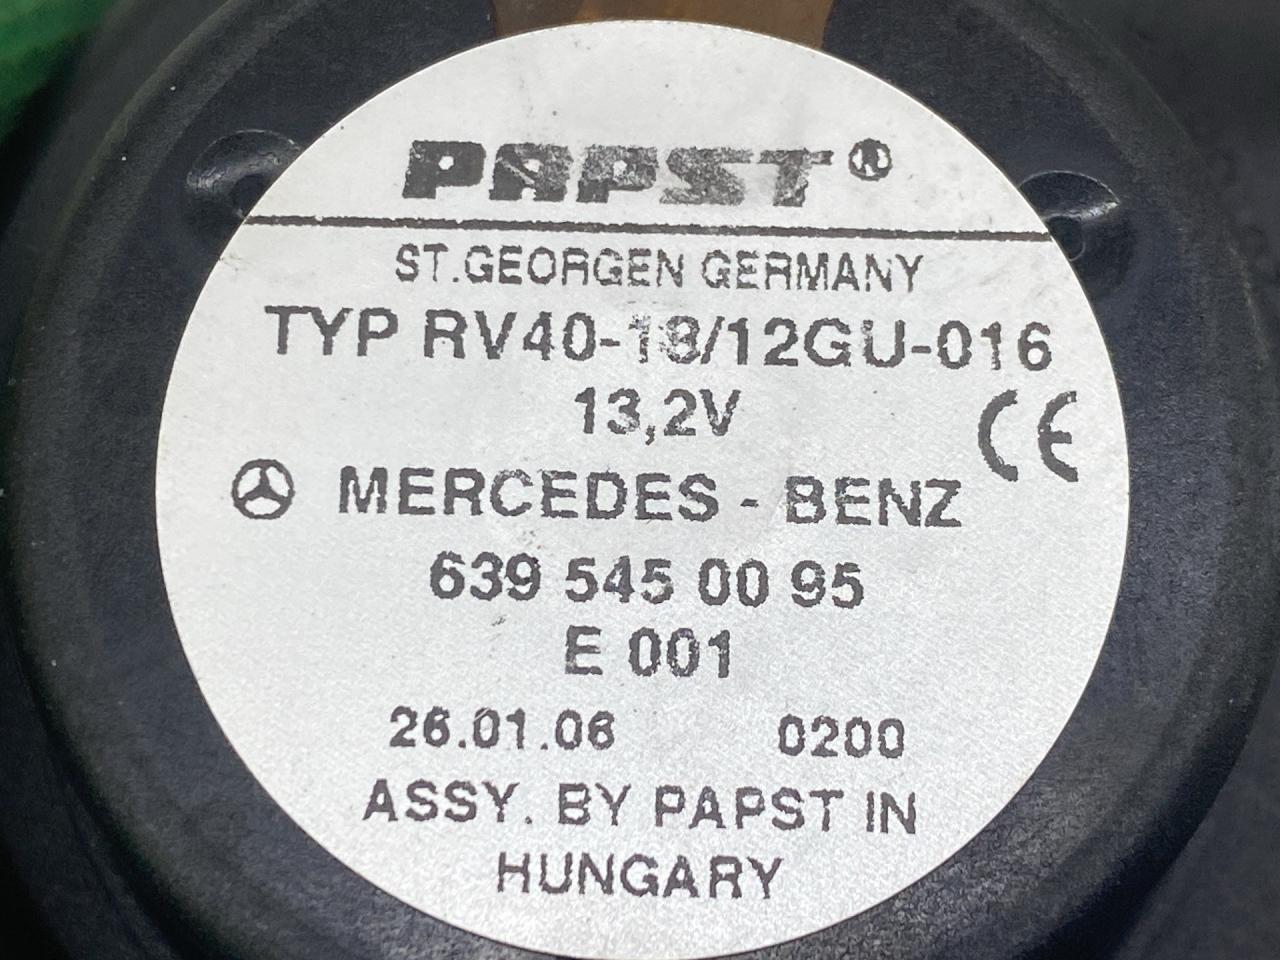 PAPST®
ST.GEORGEN GERMANY
TYP RV40-18/12GU-016
13,2V
CE
MERCEDES - BENZ
639 545 00 95
E 001
26.01.06 0200
ASSY. BY PAPST IN
HUNGARY